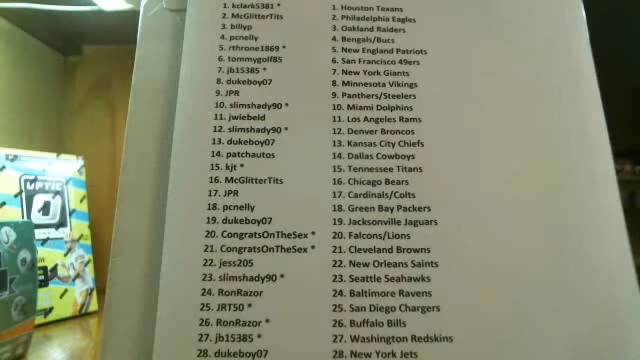 1. kclark5381 *
2. McGlitterTits
3. billyp
4. pcnelly
5. rthrone1869 *
6. tommygolf85
7. jb15385 *
8. dukeboy07
9. JPR
10. slimshady90 *
11. jwiebeld
12. slimshady90 *
13. dukeboy07
14. patchautos
15. kjt *
16. McGlitterTits
17. JPR
18. pcnelly
19. dukeboy07
20. CongratsOnTheSex *
21. CongratsOnTheSex *
22. jess205
23. slimshady90 *
24. RonRazor
25. JRT50 *
26. RonRazor *
27. jb15385 *
28. dukeboy07
1. Houston Texans
2. Philadelphia Eagles
3. Oakland Raiders
4. Bengals/Bucs
5. New England Patriots
6. San Francisco 49ers
7. New York Giants
8. Minnesota Vikings
9. Panthers/Steelers
10. Miami Dolphins
11. Los Angeles Rams
12. Denver Broncos
13. Kansas City Chiefs
14. Dallas Cowboys
15. Tennessee Titans
16. Chicago Bears
17. Cardinals/Colts
18. Green Bay Packers
19. Jacksonville Jaguars
20. Falcons/Lions
21. Cleveland Browns
22. New Orleans Saints
23. Seattle Seahawks
24. Baltimore Ravens
25. San Diego Chargers
26. Buffalo Bills
27. Washington Redskins
28. New York Jets